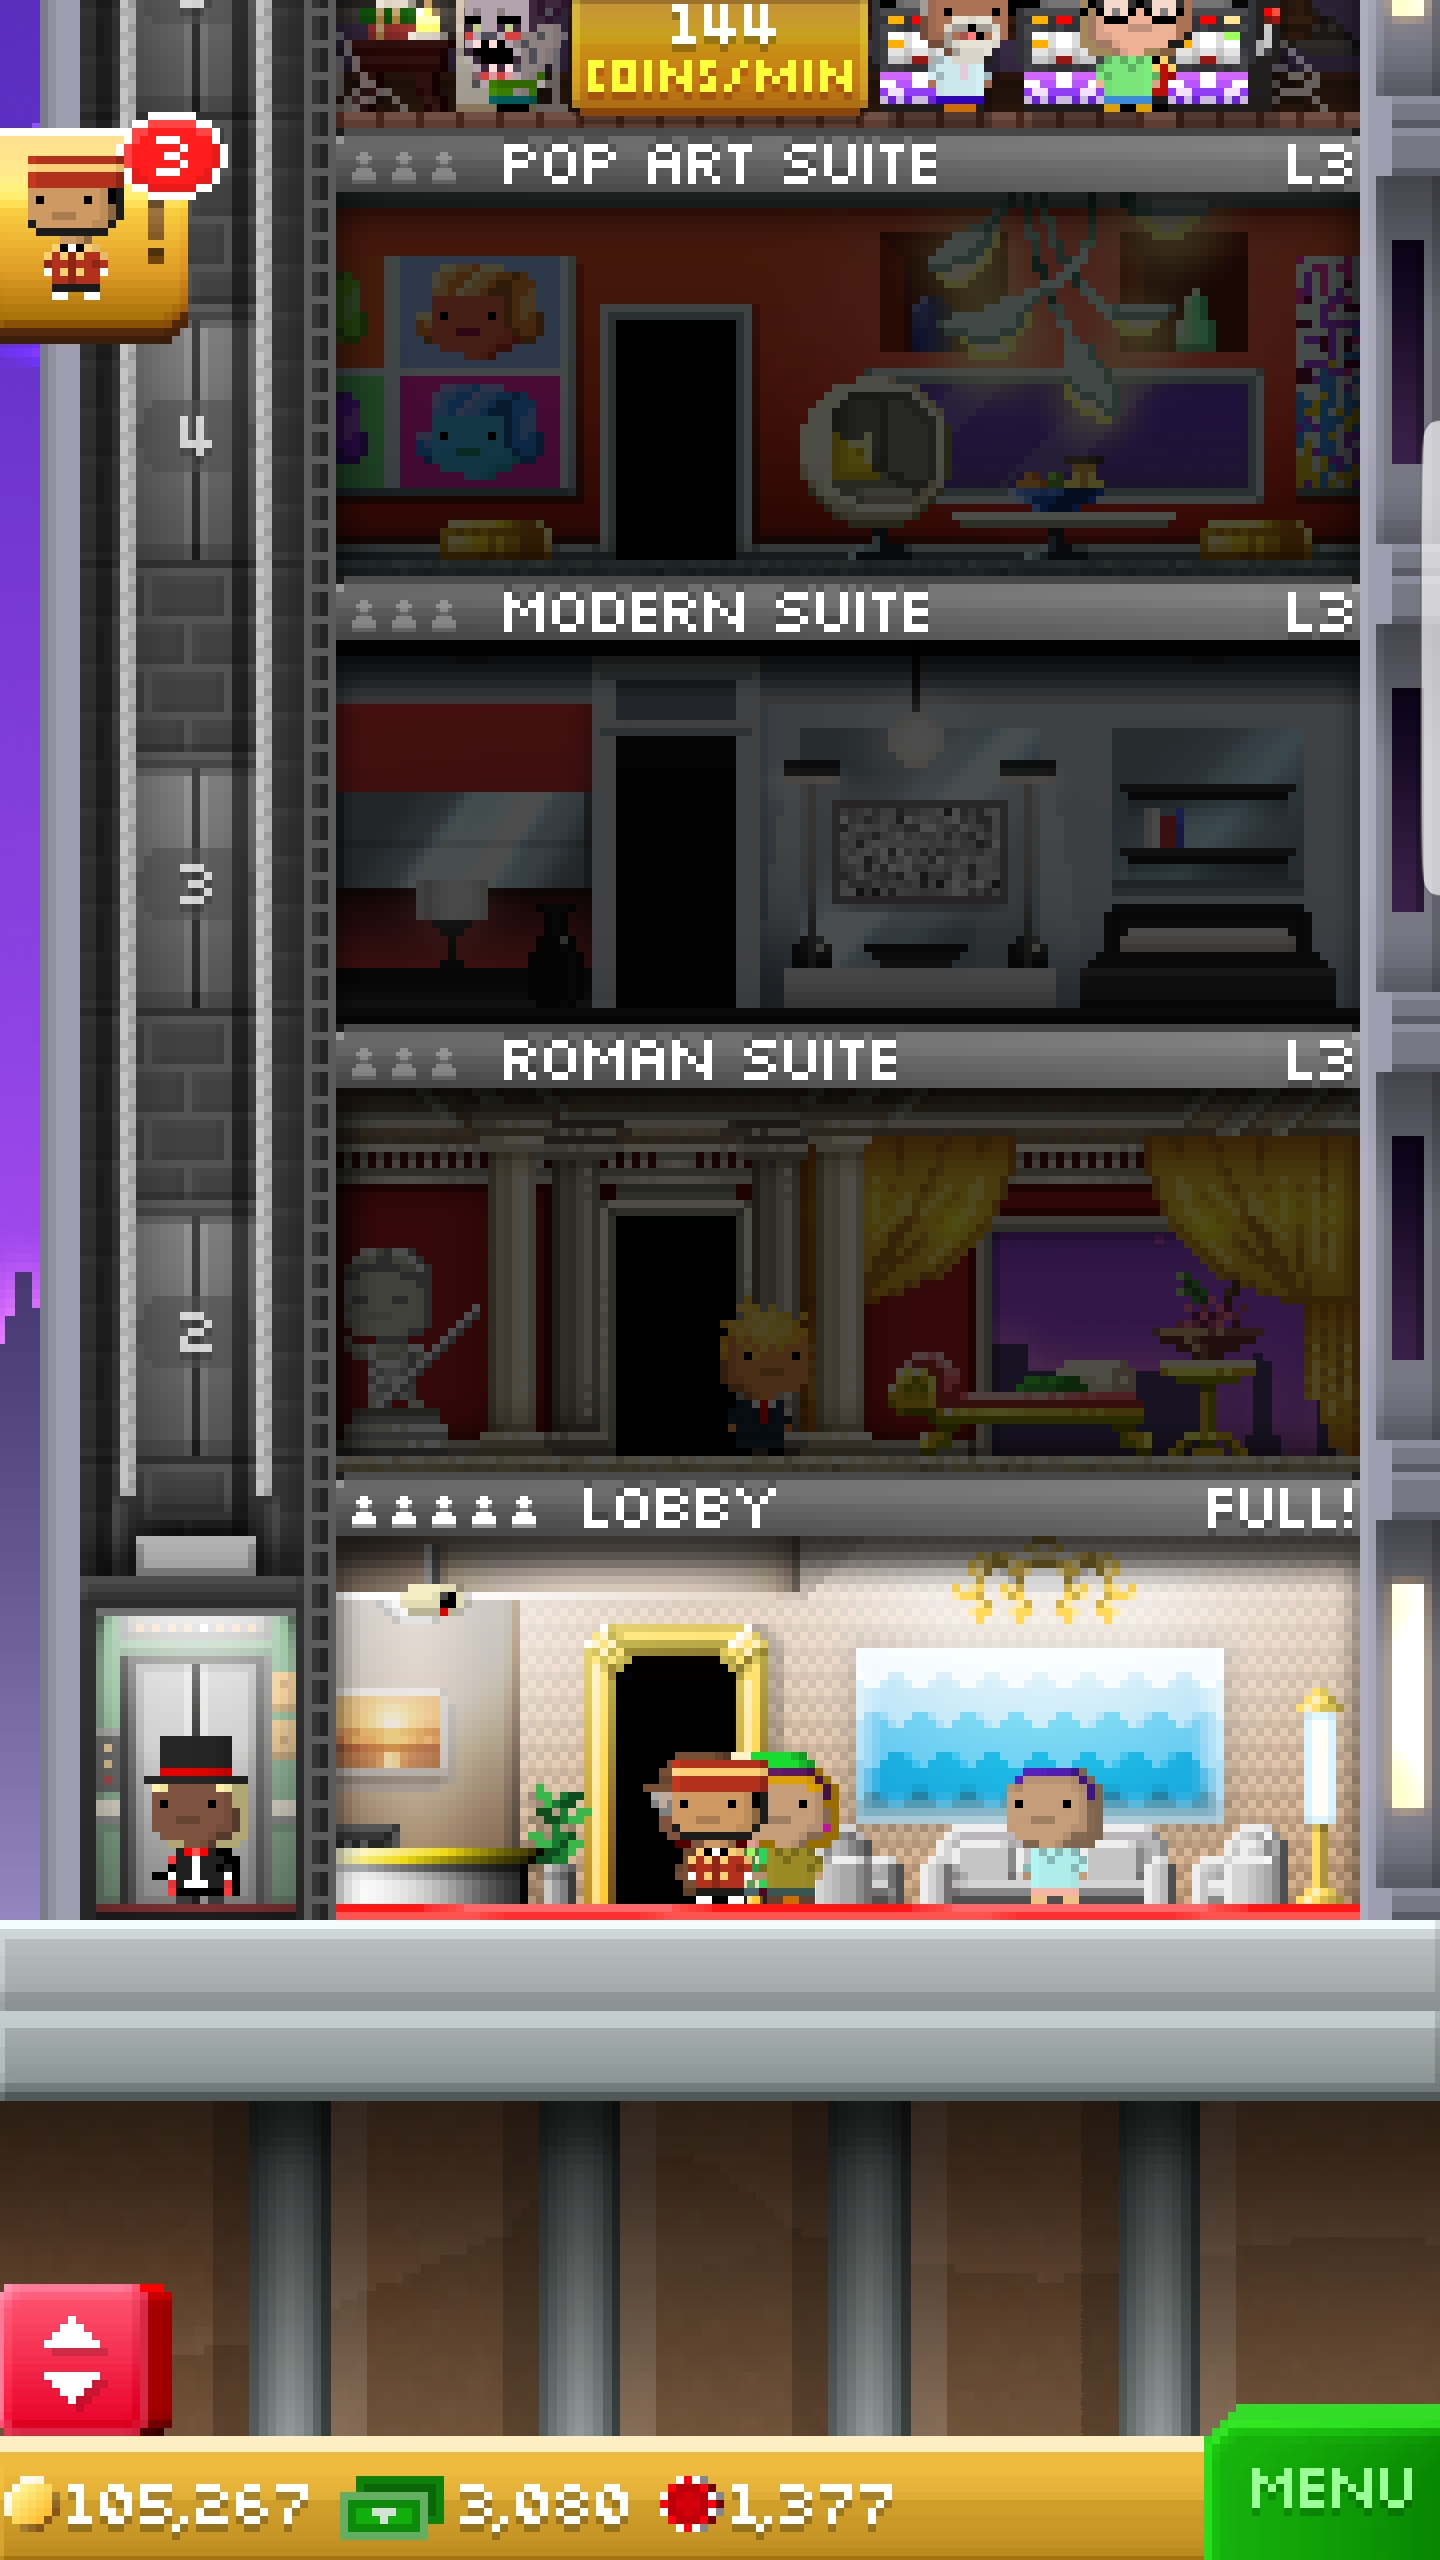 144
COINS/MIN
POP ART SUITE L3
3
!
4
MODERN SUITE L3
3
ROMAN SUITE L3
2
LOBBY FULL!
105,267 3,080 1,377
MENU